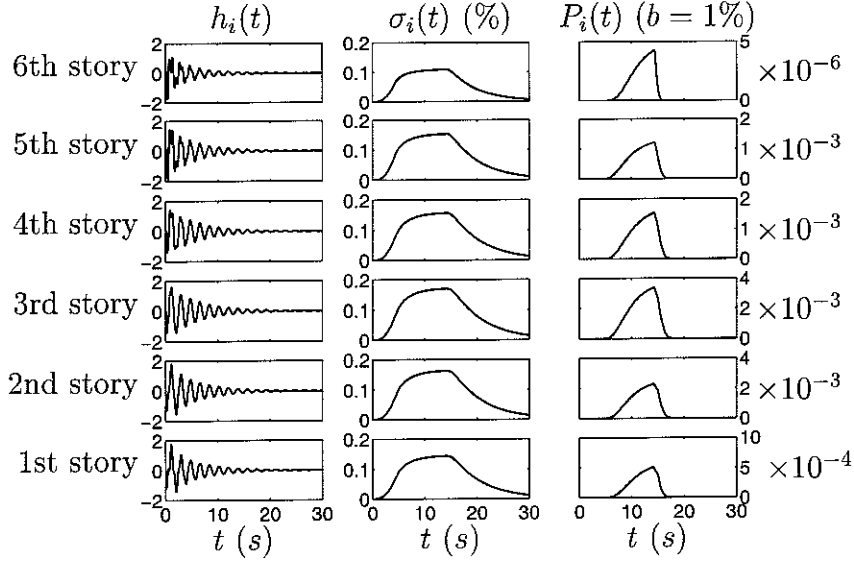 h_i(t) σ_i(t) (%) P_i(t) (b = 1%)
6th story 2 0 −2 0.2 0.1 0 5 0 ×10^{-6}
5th story 2 0 −2 0.2 0.1 0 2 1 0 ×10^{-3}
4th story 2 0 −2 0.2 0.1 0 2 1 0 ×10^{-3}
3rd story 2 0 −2 0.2 0.1 0 4 2 0 ×10^{-3}
2nd story 2 0 −2 0.2 0.1 0 4 2 0 ×10^{-3}
1st story 2 0 −2 0.2 0.1 0 10 5 0 ×10^{-4}
0 10 20 30 0 10 20 30 0 10 20 30
t (s) t (s) t (s)